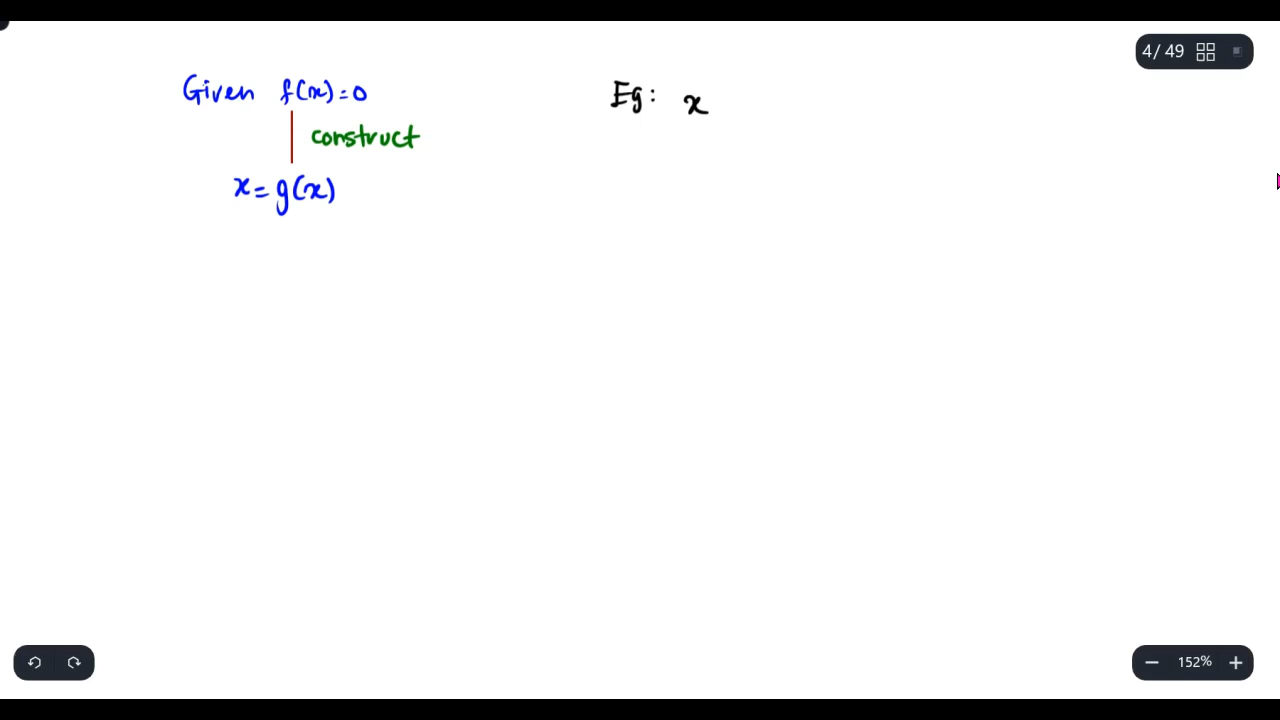 Given f(x)=0
construct
x=g(x)
Eg: x
4/ 49
152%